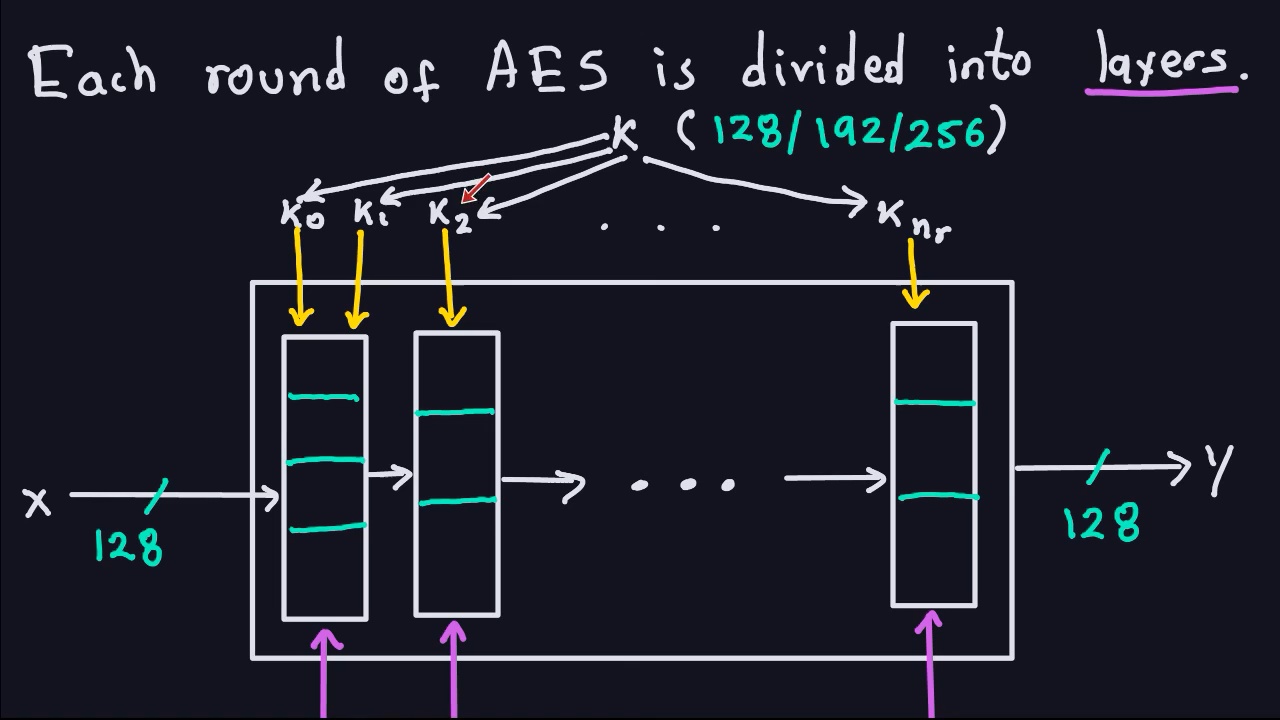 Each round of AES is divided into layers.
K (128/192/256)
K0 K1 K2 . . . Knr
x
128
128
y